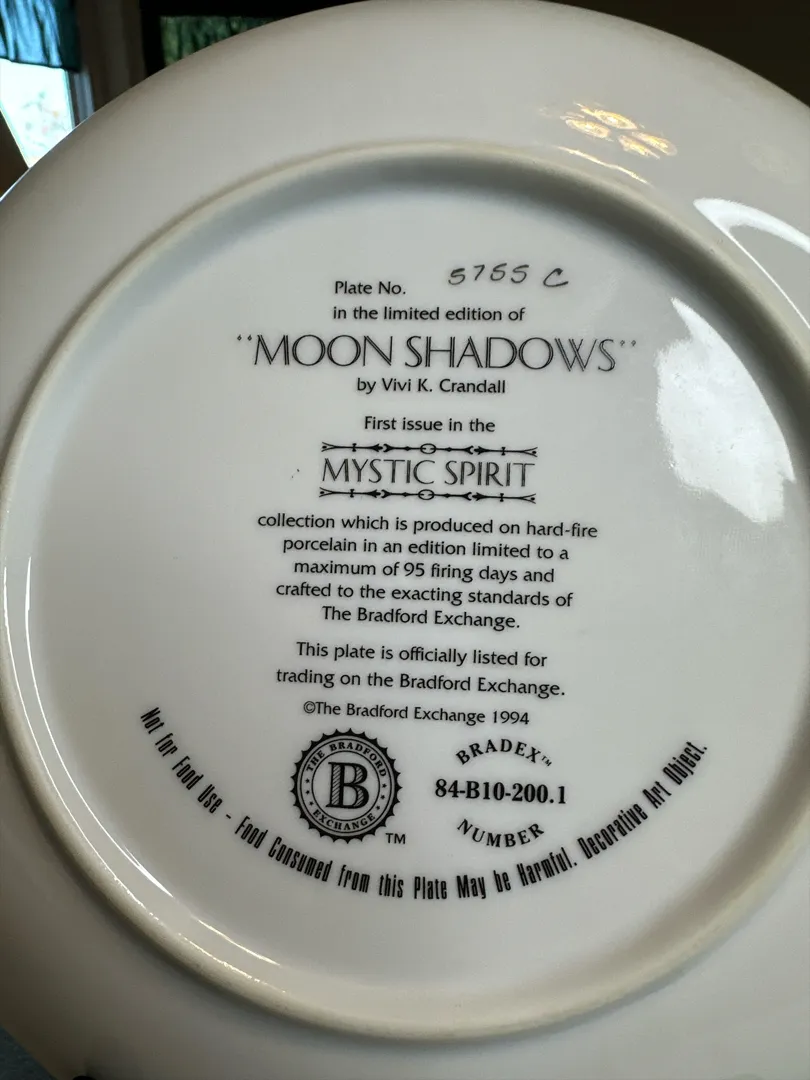 Plate No. 5755 C
in the limited edition of
“MOON SHADOWS”
by Vivi K. Crandall
First issue in the
MYSTIC SPIRIT
collection which is produced on hard-fire
porcelain in an edition limited to a
maximum of 95 firing days and
crafted to the exacting standards of
The Bradford Exchange.
This plate is officially listed for
trading on the Bradford Exchange.
©The Bradford Exchange 1994
THE BRADFORD
B
EXCHANGE
TM
BRADEX™
84-B10-200.1
NUMBER
Not for Food Use - Food Consumed from this Plate May be Harmful. Decorative Art Object.